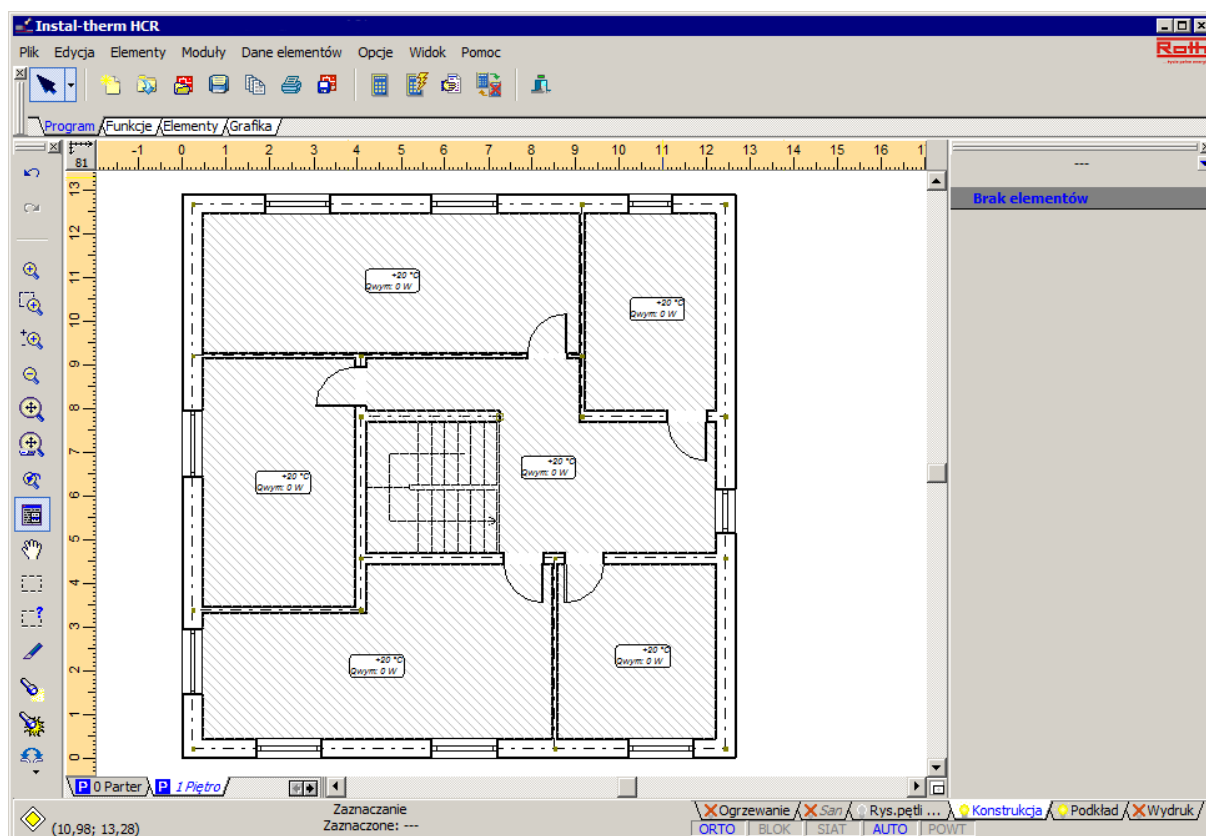 Instal-therm HCR
Plik Edycja Elementy Moduły Dane elementów Opcje Widok Pomoc
Roth
Program Funkcje Elementy Grafika
81
-1 0 1 2 3 4 5 6 7 8 9 10 11 12 13 14 15 16
---
Brak elementów
13
12
11
10
9
8
7
6
5
4
3
2
1
0
+20 °C
Qwym: 0 W
+20 °C
Qwym: 0 W
+20 °C
Qwym: 0 W
+20 °C
Qwym: 0 W
+20 °C
Qwym: 0 W
+20 °C
Qwym: 0 W
P 0 Parter P 1 Piętro
(10,98; 13,28)
Zaznaczanie
Zaznaczone: ---
Ogrzewanie San Rys.pętli ... Konstrukcja Podkład Wydruk
ORTO BLOK SIAT AUTO POWT